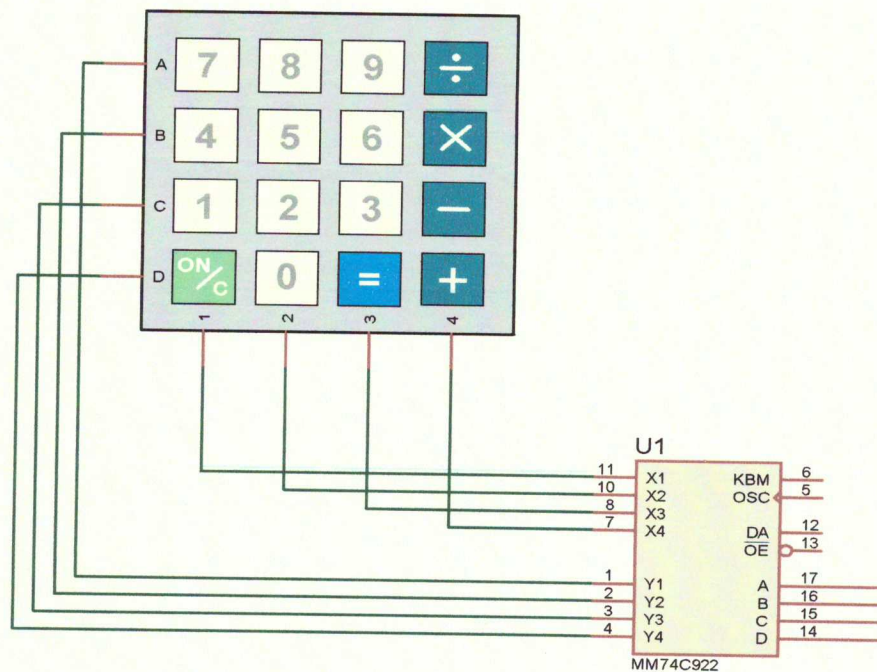 A 7 8 9 ÷
B 4 5 6 ×
C 1 2 3 −
D ON/C 0 = +
1 2 3 4
U1
11 X1 KBM 6
10 X2 OSC 5
8 X3
7 X4 DA 12
OE 13
1 Y1 A 17
2 Y2 B 16
3 Y3 C 15
4 Y4 D 14
MM74C922